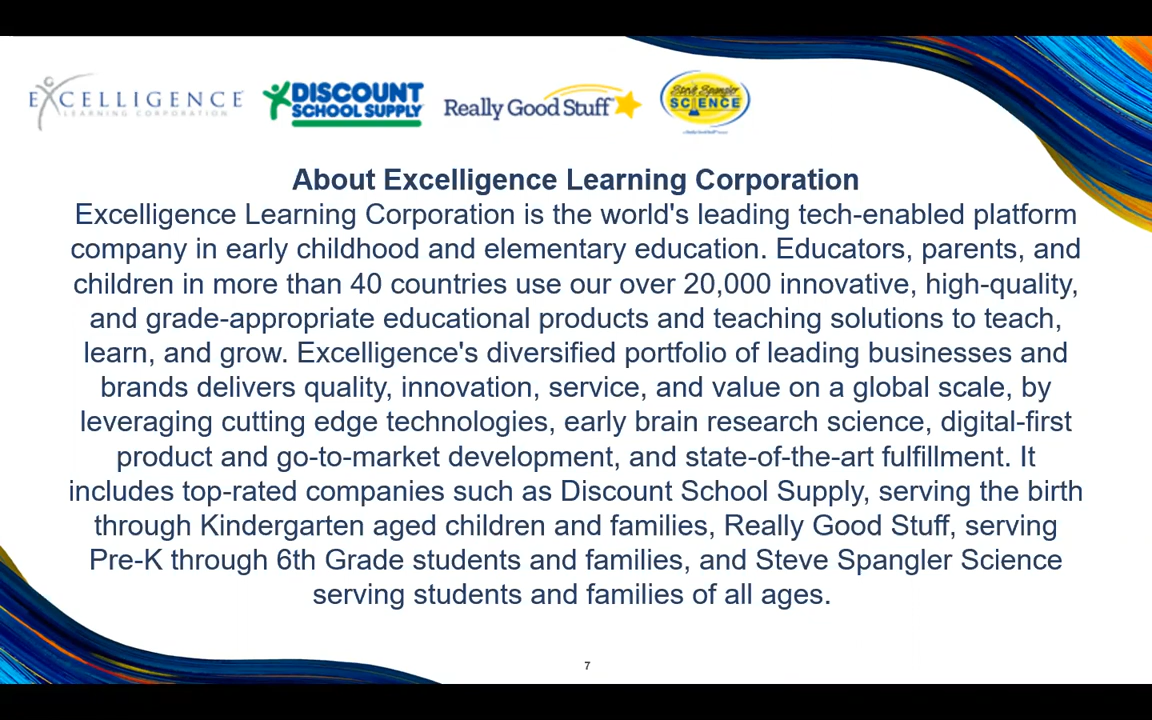 EXCELLIGENCE
LEARNING CORPORATION
DISCOUNT
SCHOOL SUPPLY
Really Good Stuff
Steve Spangler
SCIENCE
About Excelligence Learning Corporation
Excelligence Learning Corporation is the world's leading tech-enabled platform
company in early childhood and elementary education. Educators, parents, and
children in more than 40 countries use our over 20,000 innovative, high-quality,
and grade-appropriate educational products and teaching solutions to teach,
learn, and grow. Excelligence's diversified portfolio of leading businesses and
brands delivers quality, innovation, service, and value on a global scale, by
leveraging cutting edge technologies, early brain research science, digital-first
product and go-to-market development, and state-of-the-art fulfillment. It
includes top-rated companies such as Discount School Supply, serving the birth
through Kindergarten aged children and families, Really Good Stuff, serving
Pre-K through 6th Grade students and families, and Steve Spangler Science
serving students and families of all ages.
7